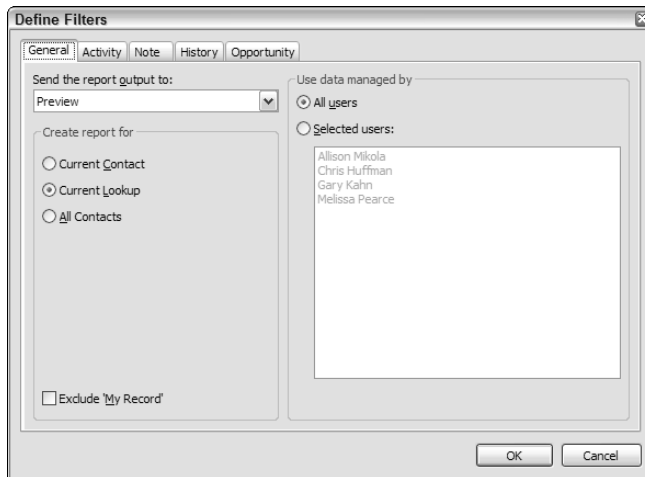 Define Filters
General Activity Note History Opportunity
Send the report output to:
Preview
Create report for
Current Contact
Current Lookup
All Contacts
Exclude 'My Record'
Use data managed by
All users
Selected users:
Allison Mikola
Chris Huffman
Gary Kahn
Melissa Pearce
OK Cancel